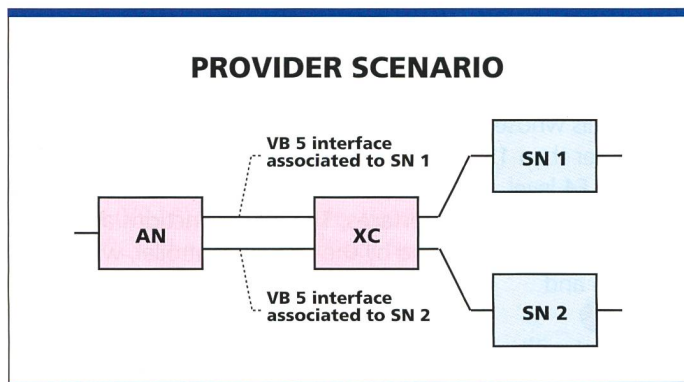 PROVIDER SCENARIO
VB 5 interface
associated to SN 1
SN 1
AN
XC
VB 5 interface
associated to SN 2
SN 2